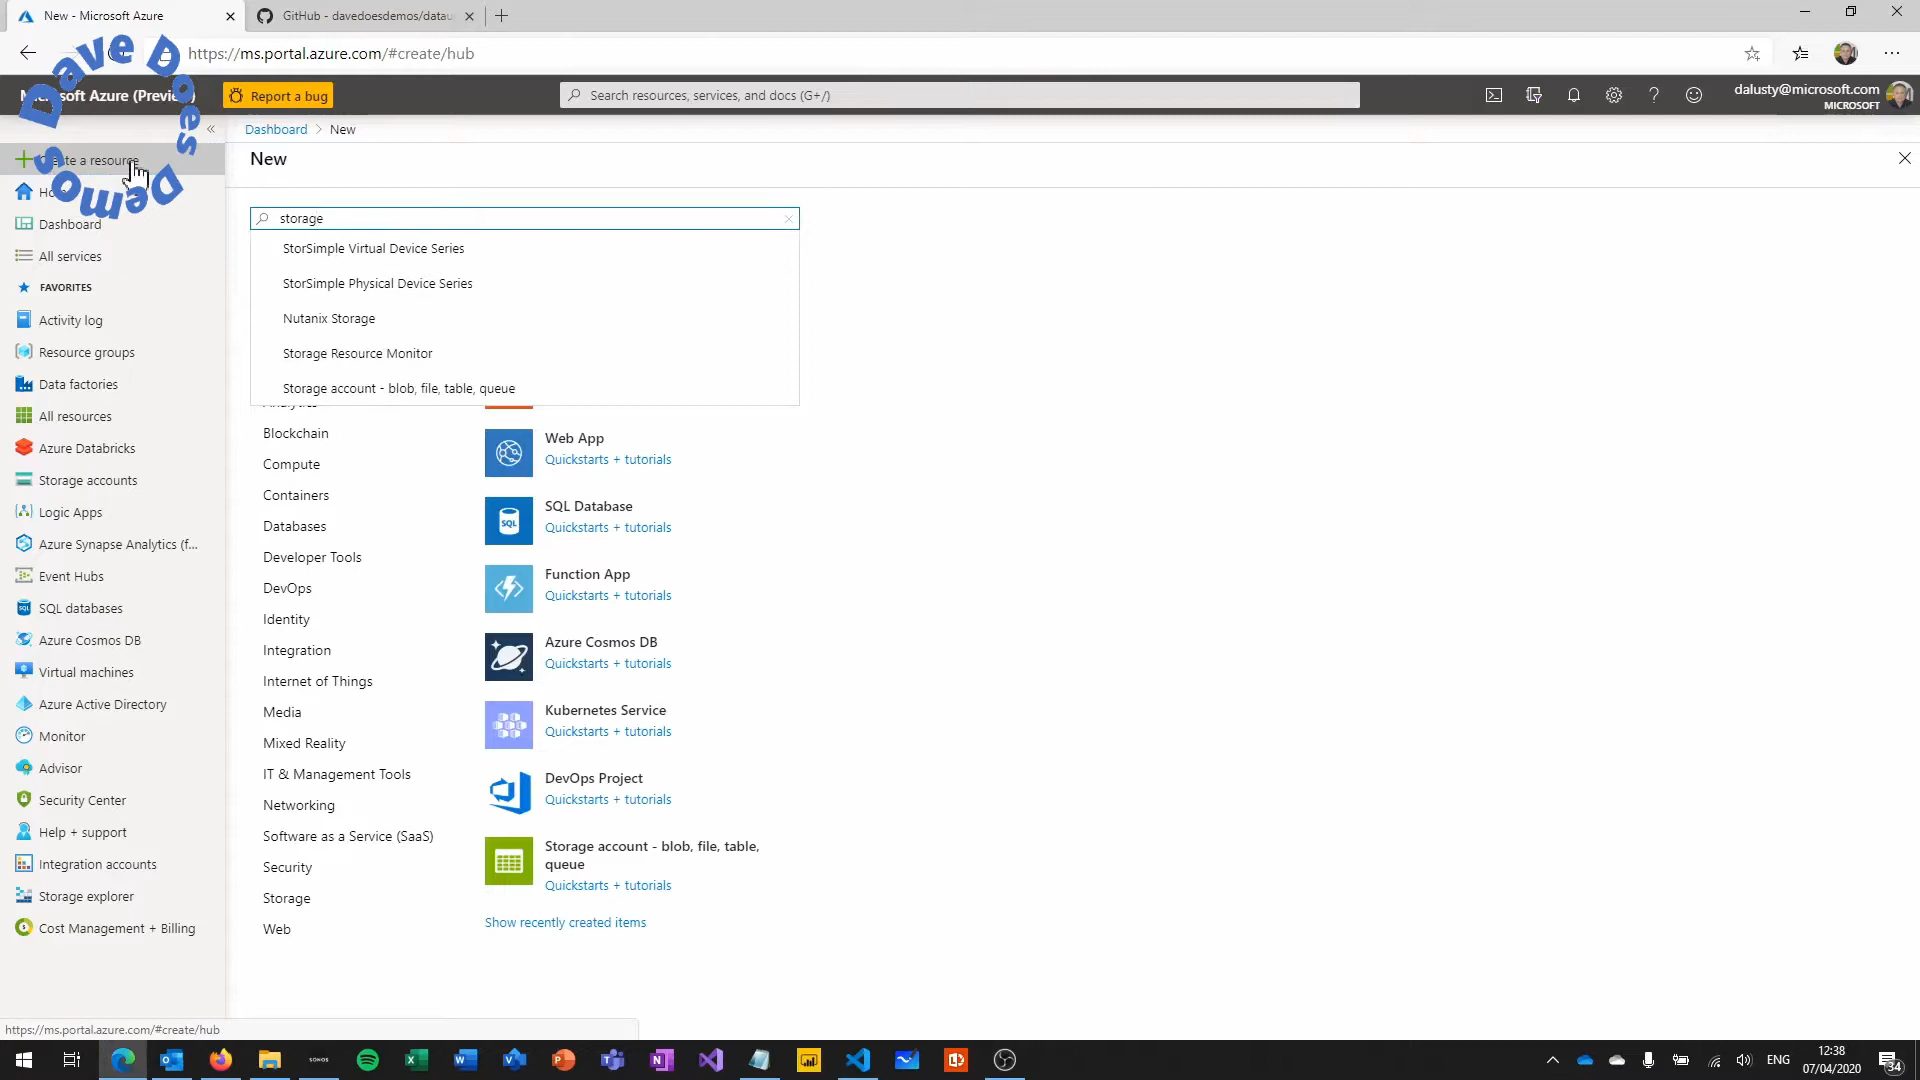 New - Microsoft Azure
GitHub - davedoesdemos/datau
https://ms.portal.azure.com/#create/hub
Dave Does Demos
Microsoft Azure (Preview)
Report a bug
Search resources, services, and docs (G+/)
dalusty@microsoft.com
MICROSOFT
Dashboard > New
New
Create a resource
Home
Dashboard
All services
FAVORITES
Activity log
Resource groups
Data factories
All resources
Azure Databricks
Storage accounts
Logic Apps
Azure Synapse Analytics (f...
Event Hubs
SQL databases
Azure Cosmos DB
Virtual machines
Azure Active Directory
Monitor
Advisor
Security Center
Help + support
Integration accounts
Storage explorer
Cost Management + Billing
storage
StorSimple Virtual Device Series
StorSimple Physical Device Series
Nutanix Storage
Storage Resource Monitor
Storage account - blob, file, table, queue
Blockchain
Compute
Containers
Databases
Developer Tools
DevOps
Identity
Integration
Internet of Things
Media
Mixed Reality
IT & Management Tools
Networking
Software as a Service (SaaS)
Security
Storage
Web
Web App
Quickstarts + tutorials
SQL Database
Quickstarts + tutorials
Function App
Quickstarts + tutorials
Azure Cosmos DB
Quickstarts + tutorials
Kubernetes Service
Quickstarts + tutorials
DevOps Project
Quickstarts + tutorials
Storage account - blob, file, table,
queue
Quickstarts + tutorials
Show recently created items
https://ms.portal.azure.com/#create/hub
SONOS
ENG
12:38
07/04/2020
34